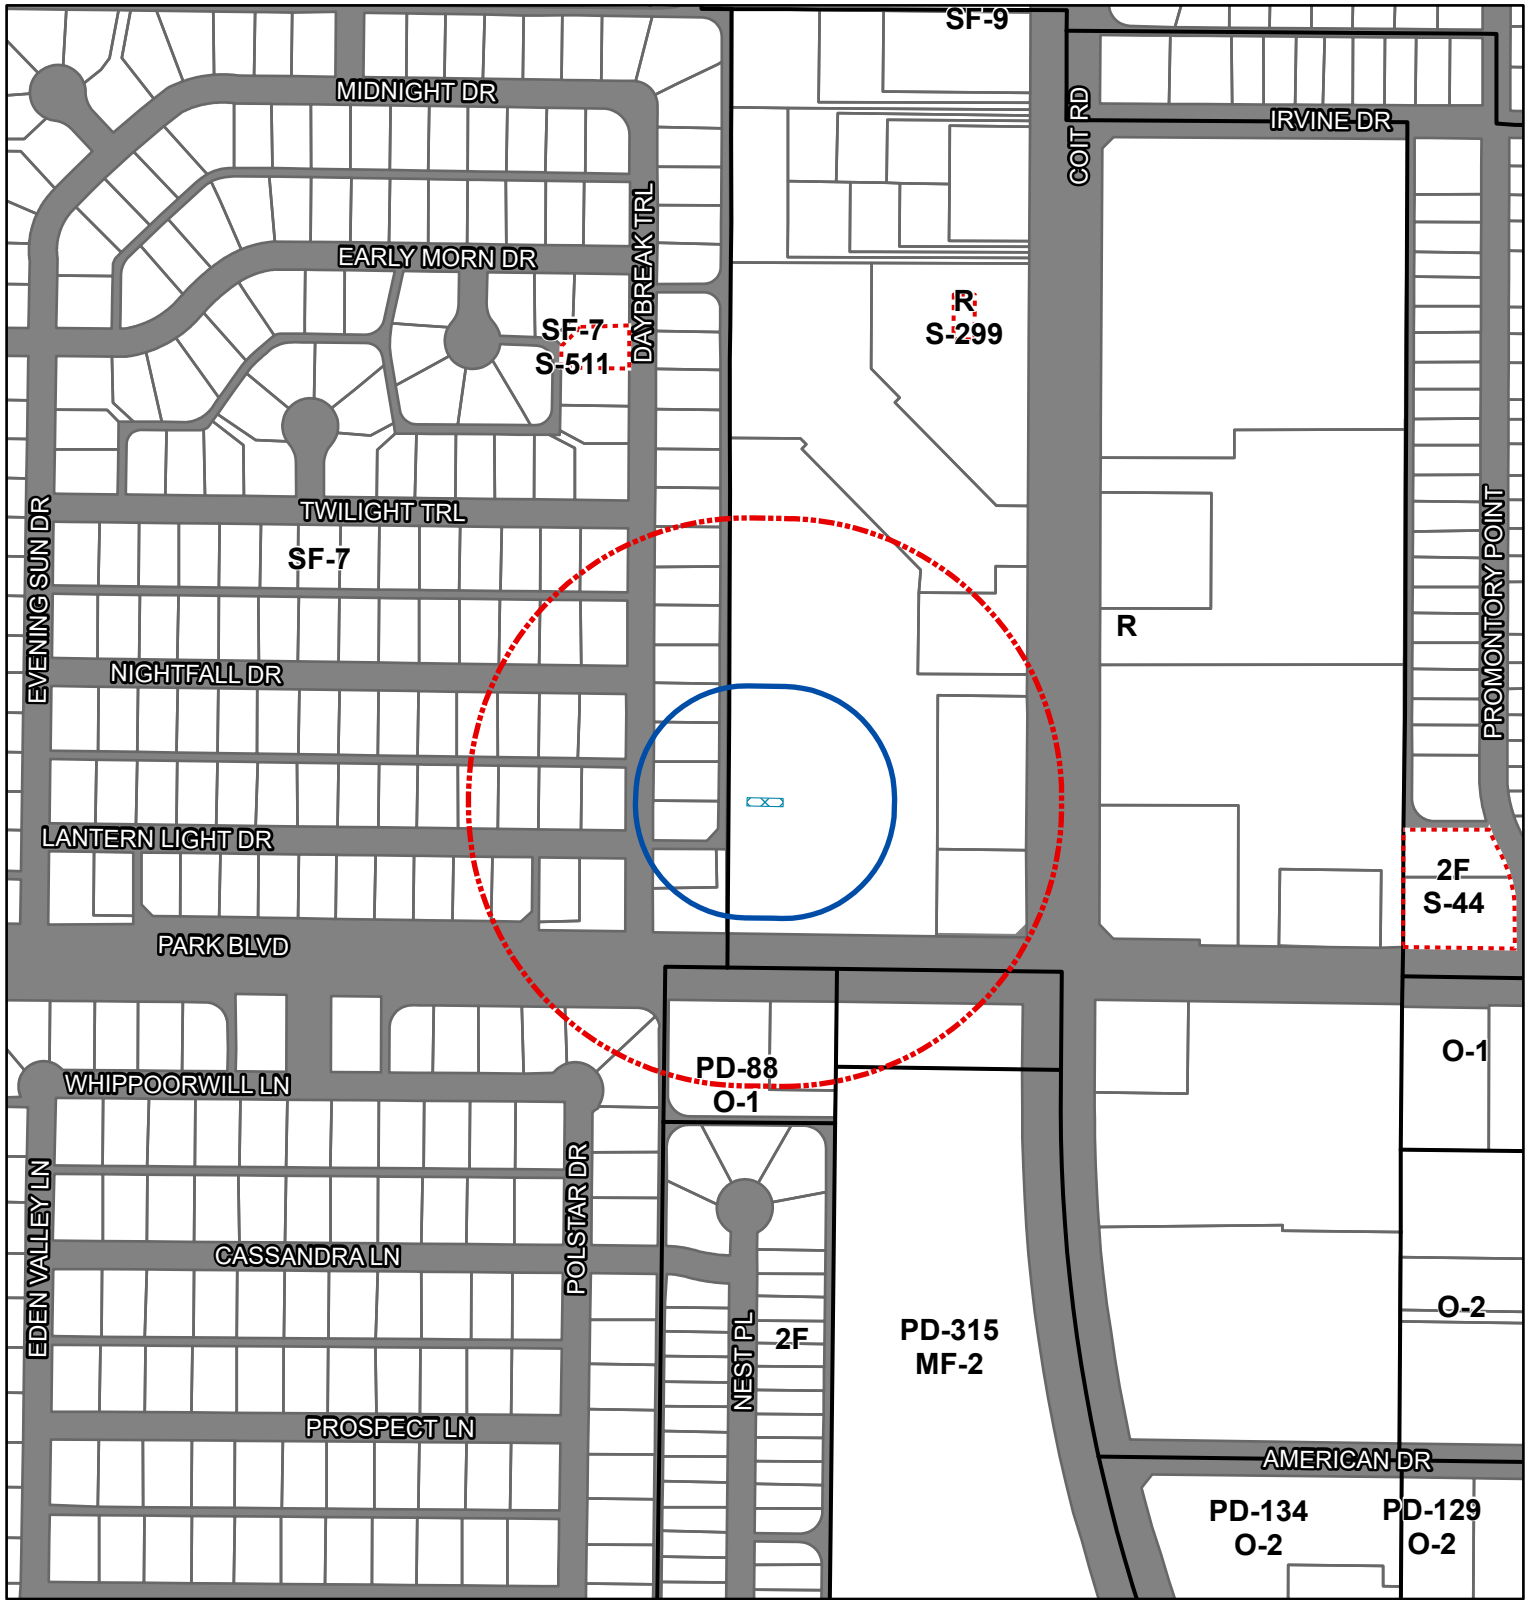 SF-9
MIDNIGHT DR
COIT RD
IRVINE DR
DAYBREAK TRL
EARLY MORN DR
R
S-299
SF-7
S-511
TWILIGHT TRL
EVENING SUN DR
SF-7
PROMONTORY POINT
R
NIGHTFALL DR
LANTERN LIGHT DR
2F
S-44
PARK BLVD
O-1
PD-88
O-1
WHIPPOORWILL LN
EDEN VALLEY LN
POLSTAR DR
CASSANDRA LN
O-2
NEST PL
2F
PD-315
MF-2
PROSPECT LN
AMERICAN DR
PD-134
O-2
PD-129
O-2